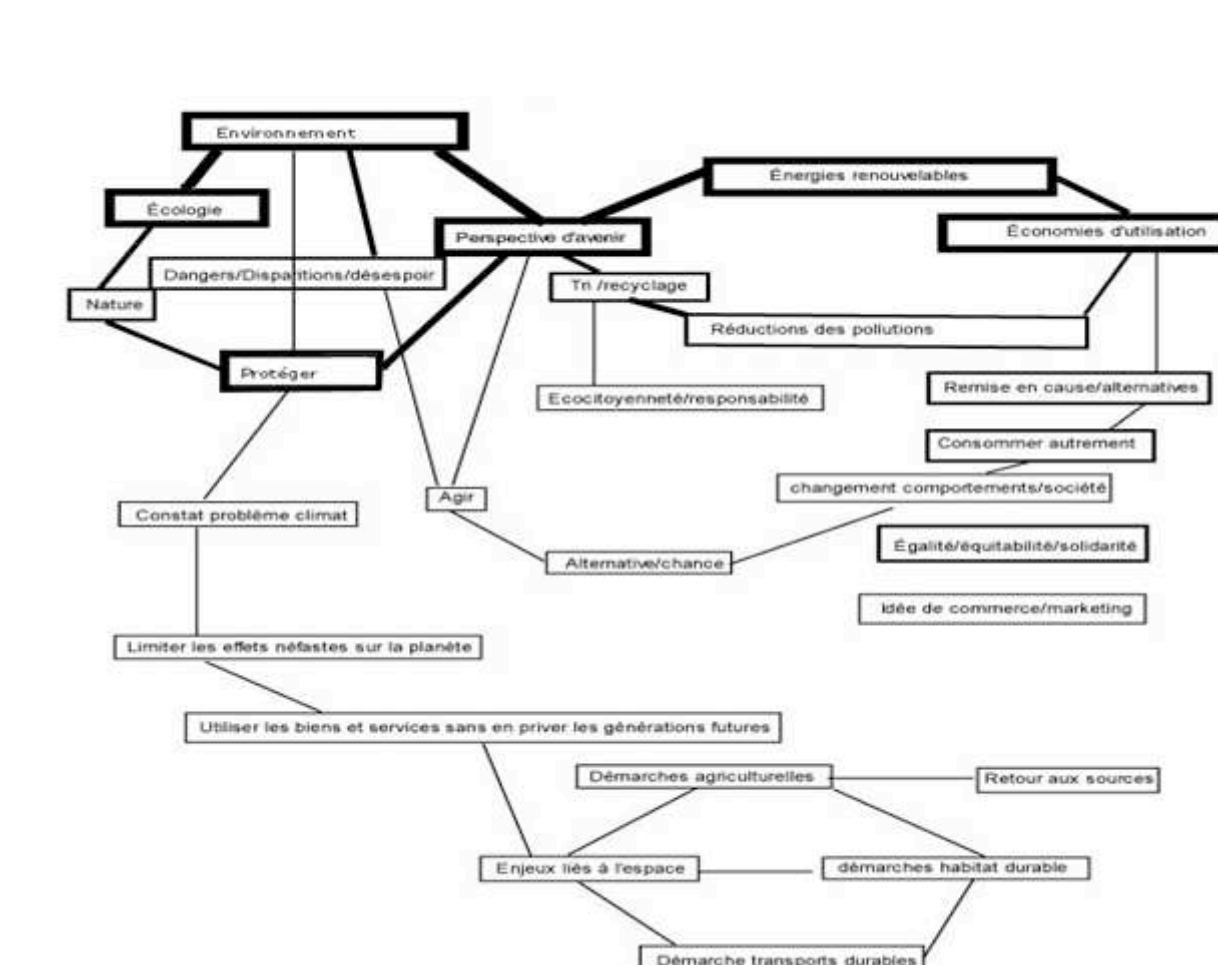 Environnement
Énergies renouvelables
Écologie
Économies d'utilisation
Perspective d'avenir
Dangers/Disparitions/désespoir
Tri /recyclage
Nature
Réductions des pollutions
Protéger
Remise en cause/alternatives
Ecocitoyenneté/responsabilité
Consommer autrement
changement comportements/société
Agir
Constat problème climat
Égalité/équitabilité/solidarité
Alternative/chance
Idée de commerce/marketing
Limiter les effets néfastes sur la planète
Utiliser les biens et services sans en priver les générations futures
Démarches agriculturelles
Retour aux sources
Enjeux liés à l'espace
démarches habitat durable
Démarche transports durables